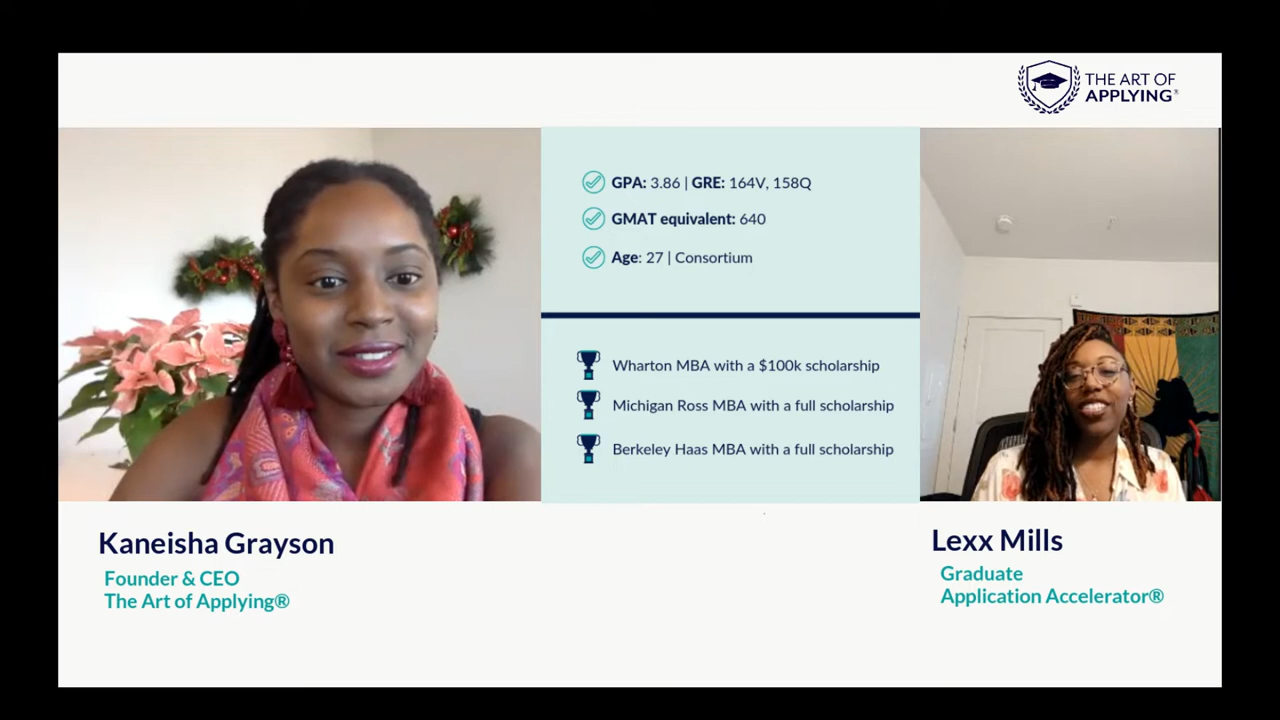 THE ART OF
APPLYING®
GPA: 3.86 | GRE: 164V, 158Q
GMAT equivalent: 640
Age: 27 | Consortium
Wharton MBA with a $100k scholarship
Michigan Ross MBA with a full scholarship
Berkeley Haas MBA with a full scholarship
Kaneisha Grayson
Founder & CEO
The Art of Applying®
Lexx Mills
Graduate
Application Accelerator®